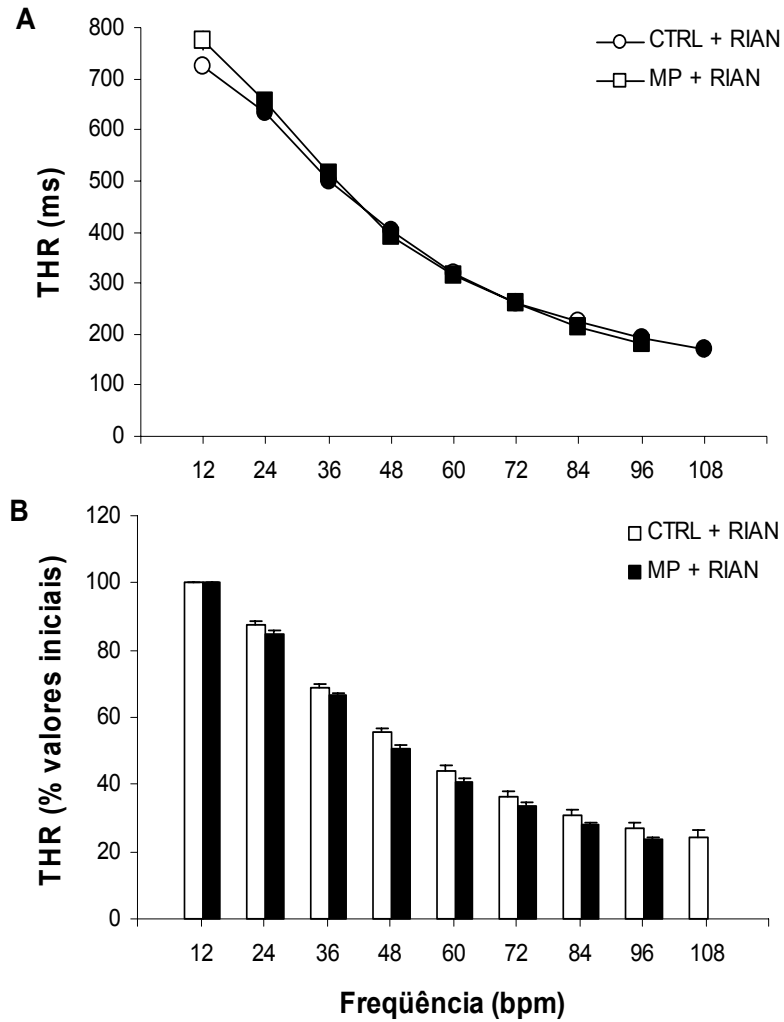 A
800
700
600
500
400
300
200
100
0
THR (ms)
CTRL + RIAN
MP + RIAN
12 24 36 48 60 72 84 96 108
B
120
100
80
60
40
20
0
THR (% valores iniciais)
CTRL + RIAN
MP + RIAN
12 24 36 48 60 72 84 96 108
Freqüência (bpm)